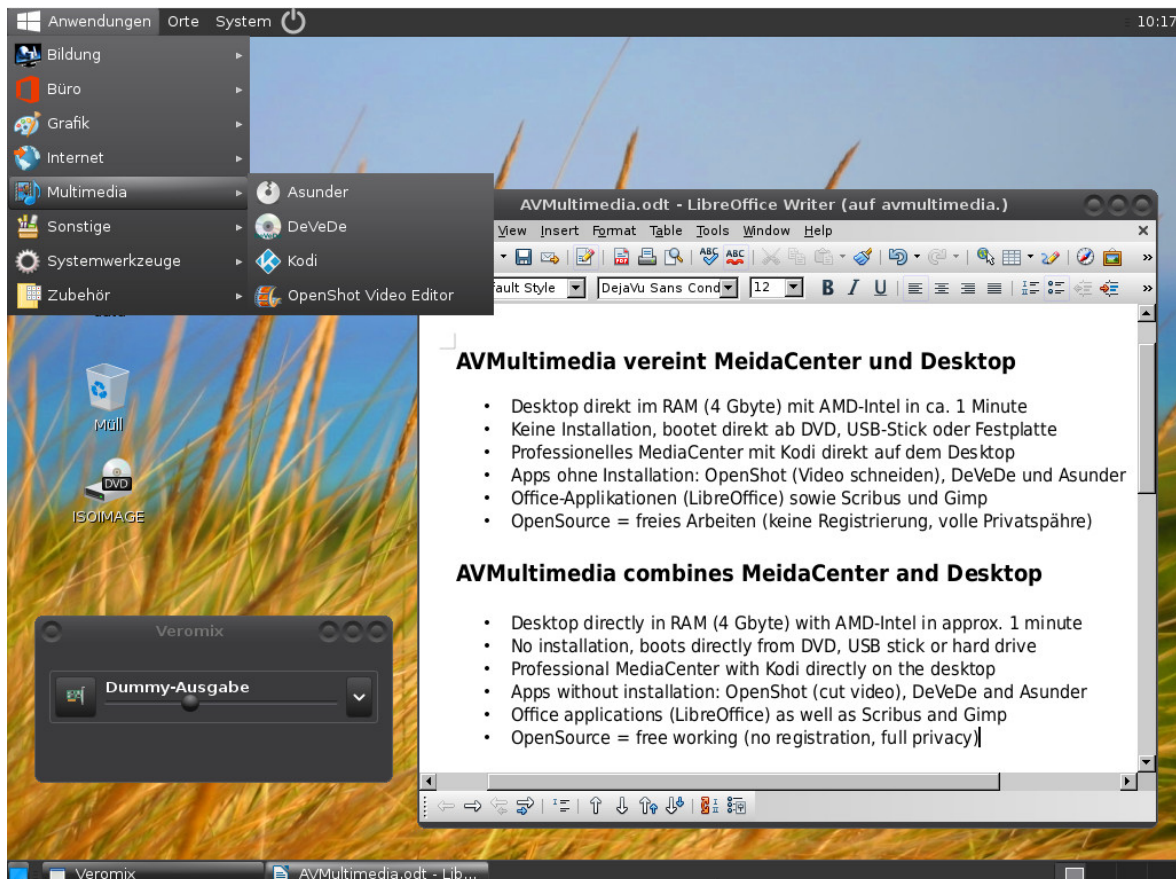 Anwendungen Orte System
10:17
Bildung
Büro
Grafik
Internet
Multimedia
Sonstige
Systemwerkzeuge
Zubehör
Asunder
DeVeDe
Kodi
OpenShot Video Editor
Müll
DVD
ISOIMAGE
Veromix
Dummy-Ausgabe
AVMultimedia.odt - LibreOffice Writer (auf avmultimedia.)
View Insert Format Table Tools Window Help
Style DejaVu Sans Cond 12
AVMultimedia vereint MeidaCenter und Desktop
• Desktop direkt im RAM (4 Gbyte) mit AMD-Intel in ca. 1 Minute
• Keine Installation, bootet direkt ab DVD, USB-Stick oder Festplatte
• Professionelles MediaCenter mit Kodi direkt auf dem Desktop
• Apps ohne Installation: OpenShot (Video schneiden), DeVeDe und Asunder
• Office-Applikationen (LibreOffice) sowie Scribus und Gimp
• OpenSource = freies Arbeiten (keine Registrierung, volle Privatspähre)
AVMultimedia combines MeidaCenter and Desktop
• Desktop directly in RAM (4 Gbyte) with AMD-Intel in approx. 1 minute
• No installation, boots directly from DVD, USB stick or hard drive
• Professional MediaCenter with Kodi directly on the desktop
• Apps without installation: OpenShot (cut video), DeVeDe and Asunder
• Office applications (LibreOffice) as well as Scribus and Gimp
• OpenSource = free working (no registration, full privacy)
Veromix
AVMultimedia.odt - Lib...